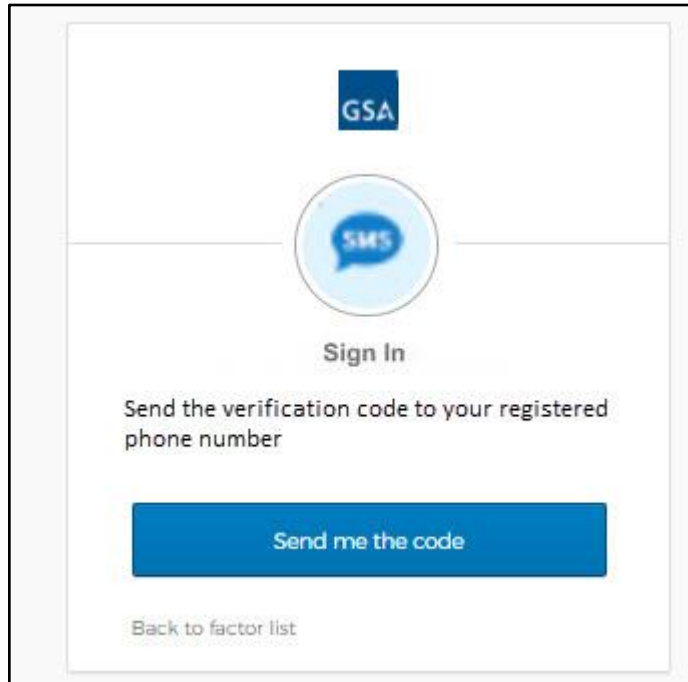 GSA
SMS
Sign In
Send the verification code to your registered
phone number
Send me the code
Back to factor list